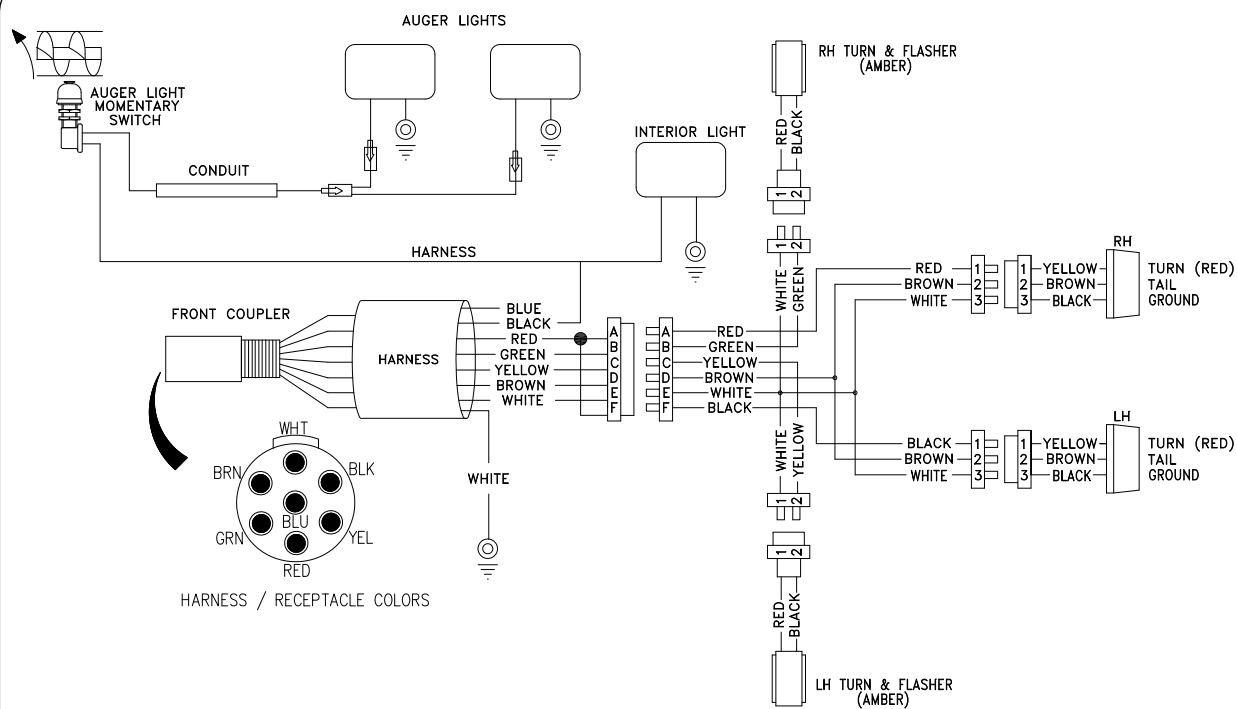 AUGER LIGHTS
RH TURN & FLASHER
(AMBER)
AUGER LIGHT
MOMENTARY
SWITCH
INTERIOR LIGHT
RED
BLACK
CONDUIT
1
2
HARNESS
1
2
WHITE
GREEN
RH
RED
BROWN
WHITE
1
2
3
1
2
3
YELLOW
BROWN
BLACK
TURN (RED)
TAIL
GROUND
FRONT COUPLER
HARNESS
BLUE
BLACK
RED
GREEN
YELLOW
BROWN
WHITE
A
B
C
D
E
F
A
B
C
D
E
F
RED
GREEN
YELLOW
BROWN
WHITE
BLACK
WHITE
YELLOW
LH
BLACK
BROWN
WHITE
1
2
3
1
2
3
YELLOW
BROWN
BLACK
TURN (RED)
TAIL
GROUND
WHITE
WHT
BRN
BLK
BLU
GRN
YEL
RED
HARNESS / RECEPTACLE COLORS
1
2
1
2
RED
BLACK
LH TURN & FLASHER
(AMBER)